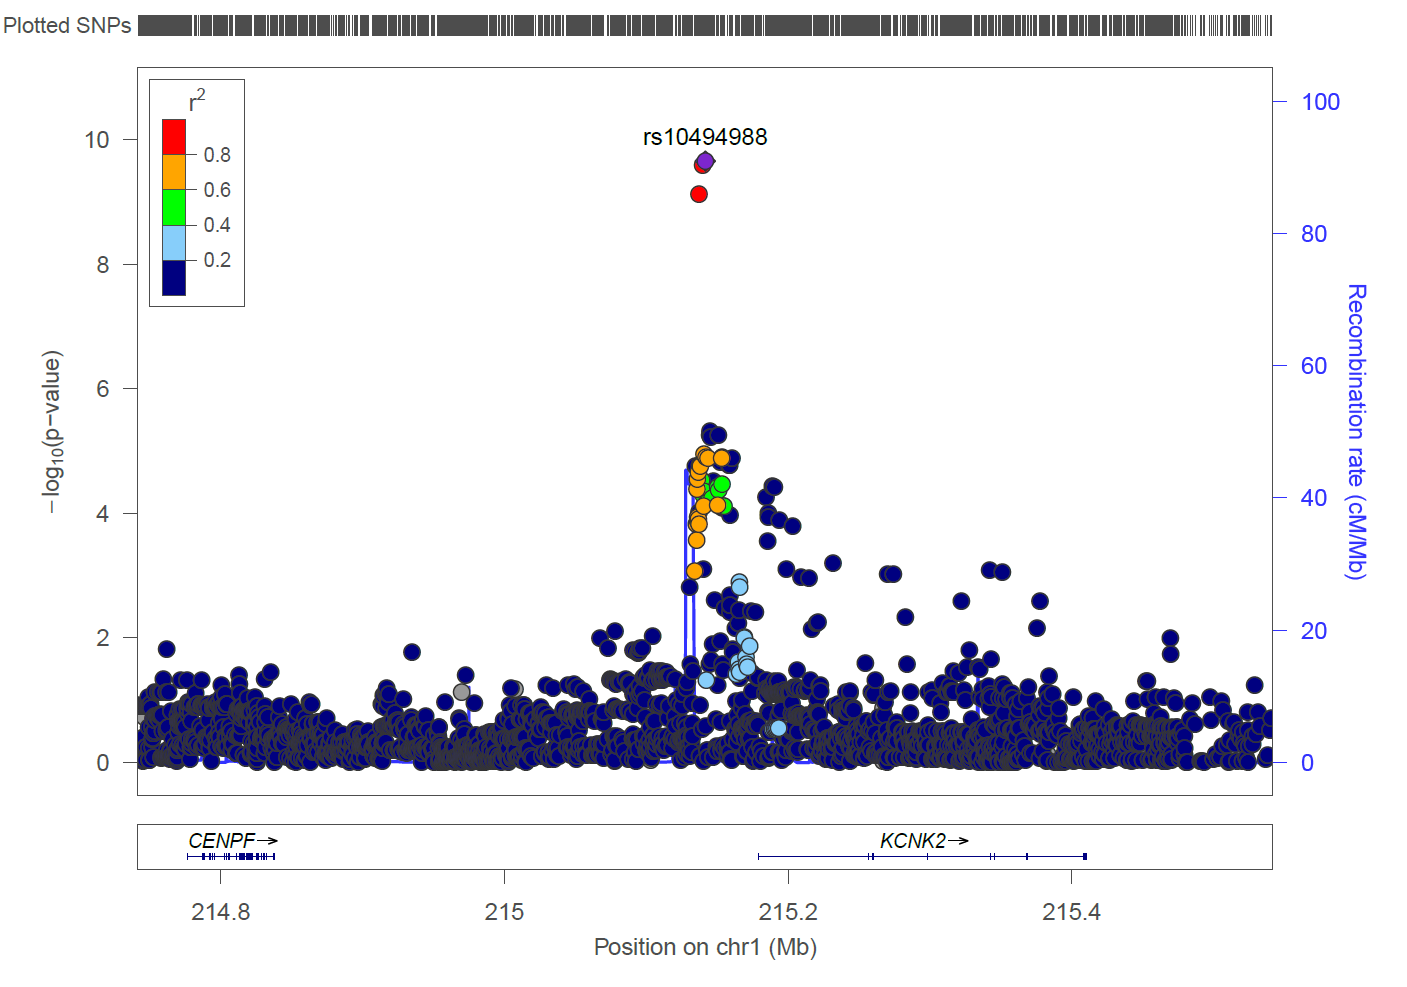 Plotted SNPs
r2
0.8
0.6
0.4
0.2
rs10494988
10
8
6
4
2
0
−log10(p−value)
100
80
60
40
20
0
Recombination rate (cM/Mb)
CENPF→
KCNK2→
214.8 215 215.2 215.4
Position on chr1 (Mb)